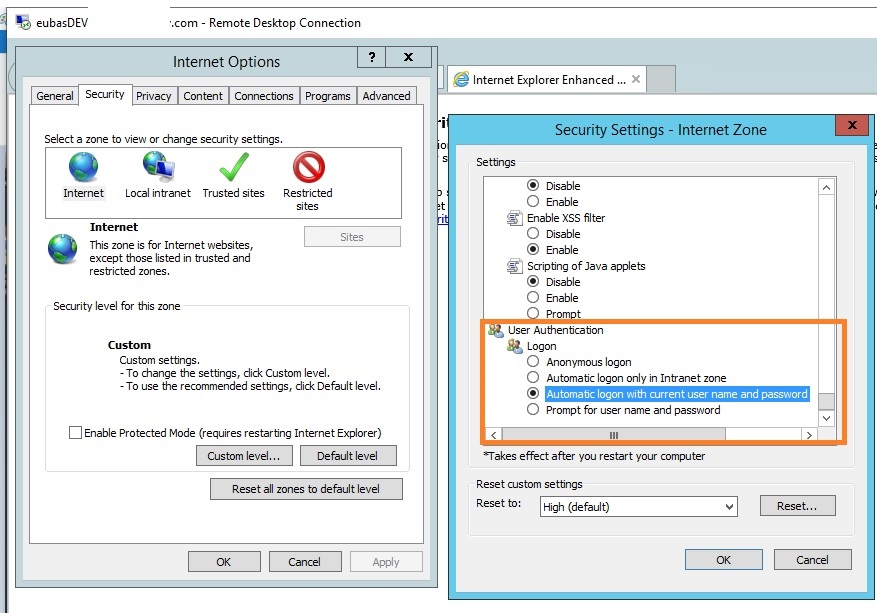 eubasDEV .com - Remote Desktop Connection
Internet Options
? x
General Security Privacy Content Connections Programs Advanced
Select a zone to view or change security settings.
Internet Local intranet Trusted sites Restricted
sites
Internet
This zone is for Internet websites,
except those listed in trusted and
restricted zones.
Sites
Security level for this zone
Custom
Custom settings.
- To change the settings, click Custom level.
- To use the recommended settings, click Default level.
Enable Protected Mode (requires restarting Internet Explorer)
Custom level... Default level
Reset all zones to default level
OK Cancel Apply
Internet Explorer Enhanced ... x
Security Settings - Internet Zone
x
Settings
Disable
Enable
Enable XSS filter
Disable
Enable
Scripting of Java applets
Disable
Enable
Prompt
User Authentication
Logon
Anonymous logon
Automatic logon only in Intranet zone
Automatic logon with current user name and password
Prompt for user name and password
*Takes effect after you restart your computer
Reset custom settings
Reset to: High (default) Reset...
OK Cancel